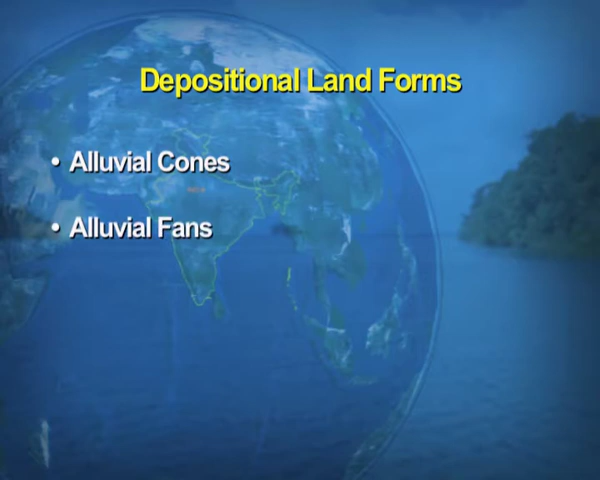 Depositional Land Forms
• Alluvial Cones
• Alluvial Fans